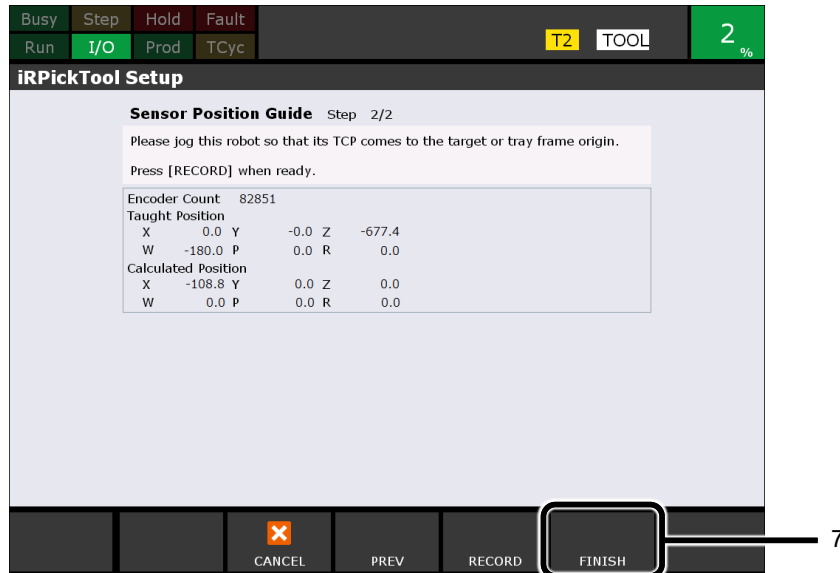 Busy Step Hold Fault
Run I/O Prod TCyc T2 TOOL 2 %
iRPickTool Setup
Sensor Position Guide Step 2/2
Please jog this robot so that its TCP comes to the target or tray frame origin.
Press [RECORD] when ready.
Encoder Count 82851
Taught Position
X 0.0 Y -0.0 Z -677.4
W -180.0 P 0.0 R 0.0
Calculated Position
X -108.8 Y 0.0 Z 0.0
W 0.0 P 0.0 R 0.0
CANCEL PREV RECORD FINISH
7